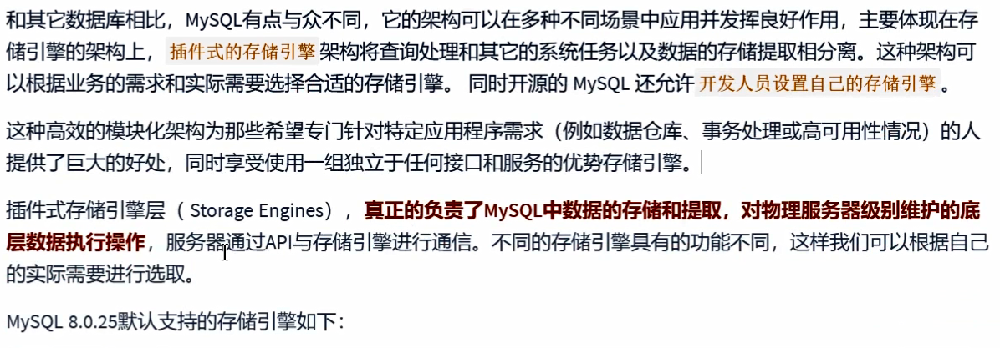 和其它数据库相比，MySQL有点与众不同，它的架构可以在多种不同场景中应用并发挥良好作用，主要体现在存
储引擎的架构上， 插件式的存储引擎 架构将查询处理和其它的系统任务以及数据的存储提取相分离。这种架构可
以根据业务的需求和实际需要选择合适的存储引擎。 同时开源的 MySQL 还允许 开发人员设置自己的存储引擎 。
这种高效的模块化架构为那些希望专门针对特定应用程序需求（例如数据仓库、事务处理或高可用性情况）的人
提供了巨大的好处，同时享受使用一组独立于任何接口和服务的优势存储引擎。
插件式存储引擎层（ Storage Engines），真正的负责了MySQL中数据的存储和提取，对物理服务器级别维护的底
层数据执行操作，服务器通过API与存储引擎进行通信。不同的存储引擎具有的功能不同，这样我们可以根据自己
的实际需要进行选取。
MySQL 8.0.25默认支持的存储引擎如下：